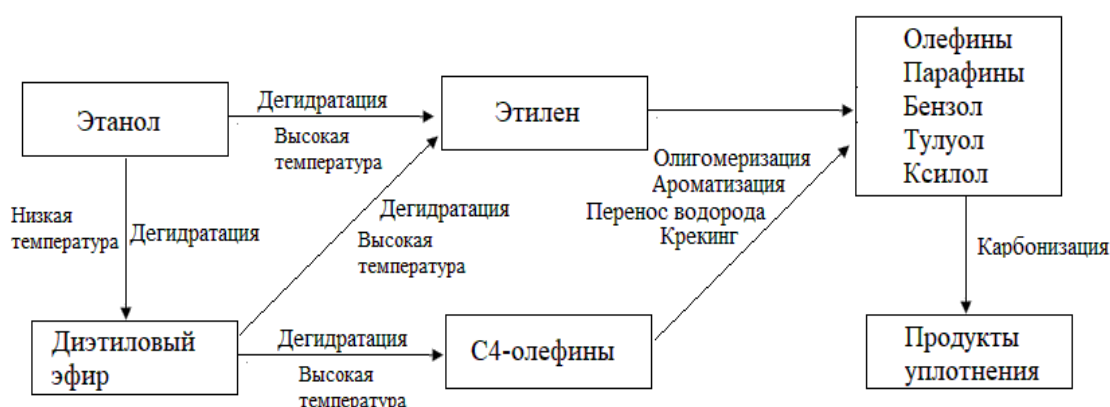 Этанол
Дегидратация
Высокая
температура
Этилен
Олефины
Парафины
Бензол
Тулуол
Ксилол
Низкая
температура
Дегидратация
Дегидратация
Высокая
температура
Олигомеризация
Ароматизация
Перенос водорода
Крекинг
Карбонизация
Диэтиловый
эфир
Дегидратация
Высокая
температура
С4-олефины
Продукты
уплотнения